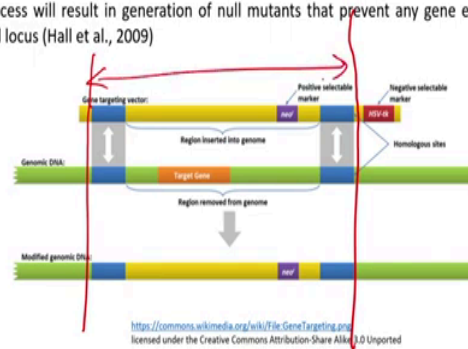 cess will result in generation of null mutants that prevent any gene e
l locus (Hall et al., 2009)
Positive selectable
marker
Negative selectable
marker
Gene targeting vector:
neoʳ
HSV-tk
Region inserted into genome
Homologous sites
Genomic DNA:
Target Gene
Region removed from genome
Modified genomic DNA:
neoʳ
https://commons.wikimedia.org/wiki/File:GeneTargeting.png
licensed under the Creative Commons Attribution-Share Alike 3.0 Unported